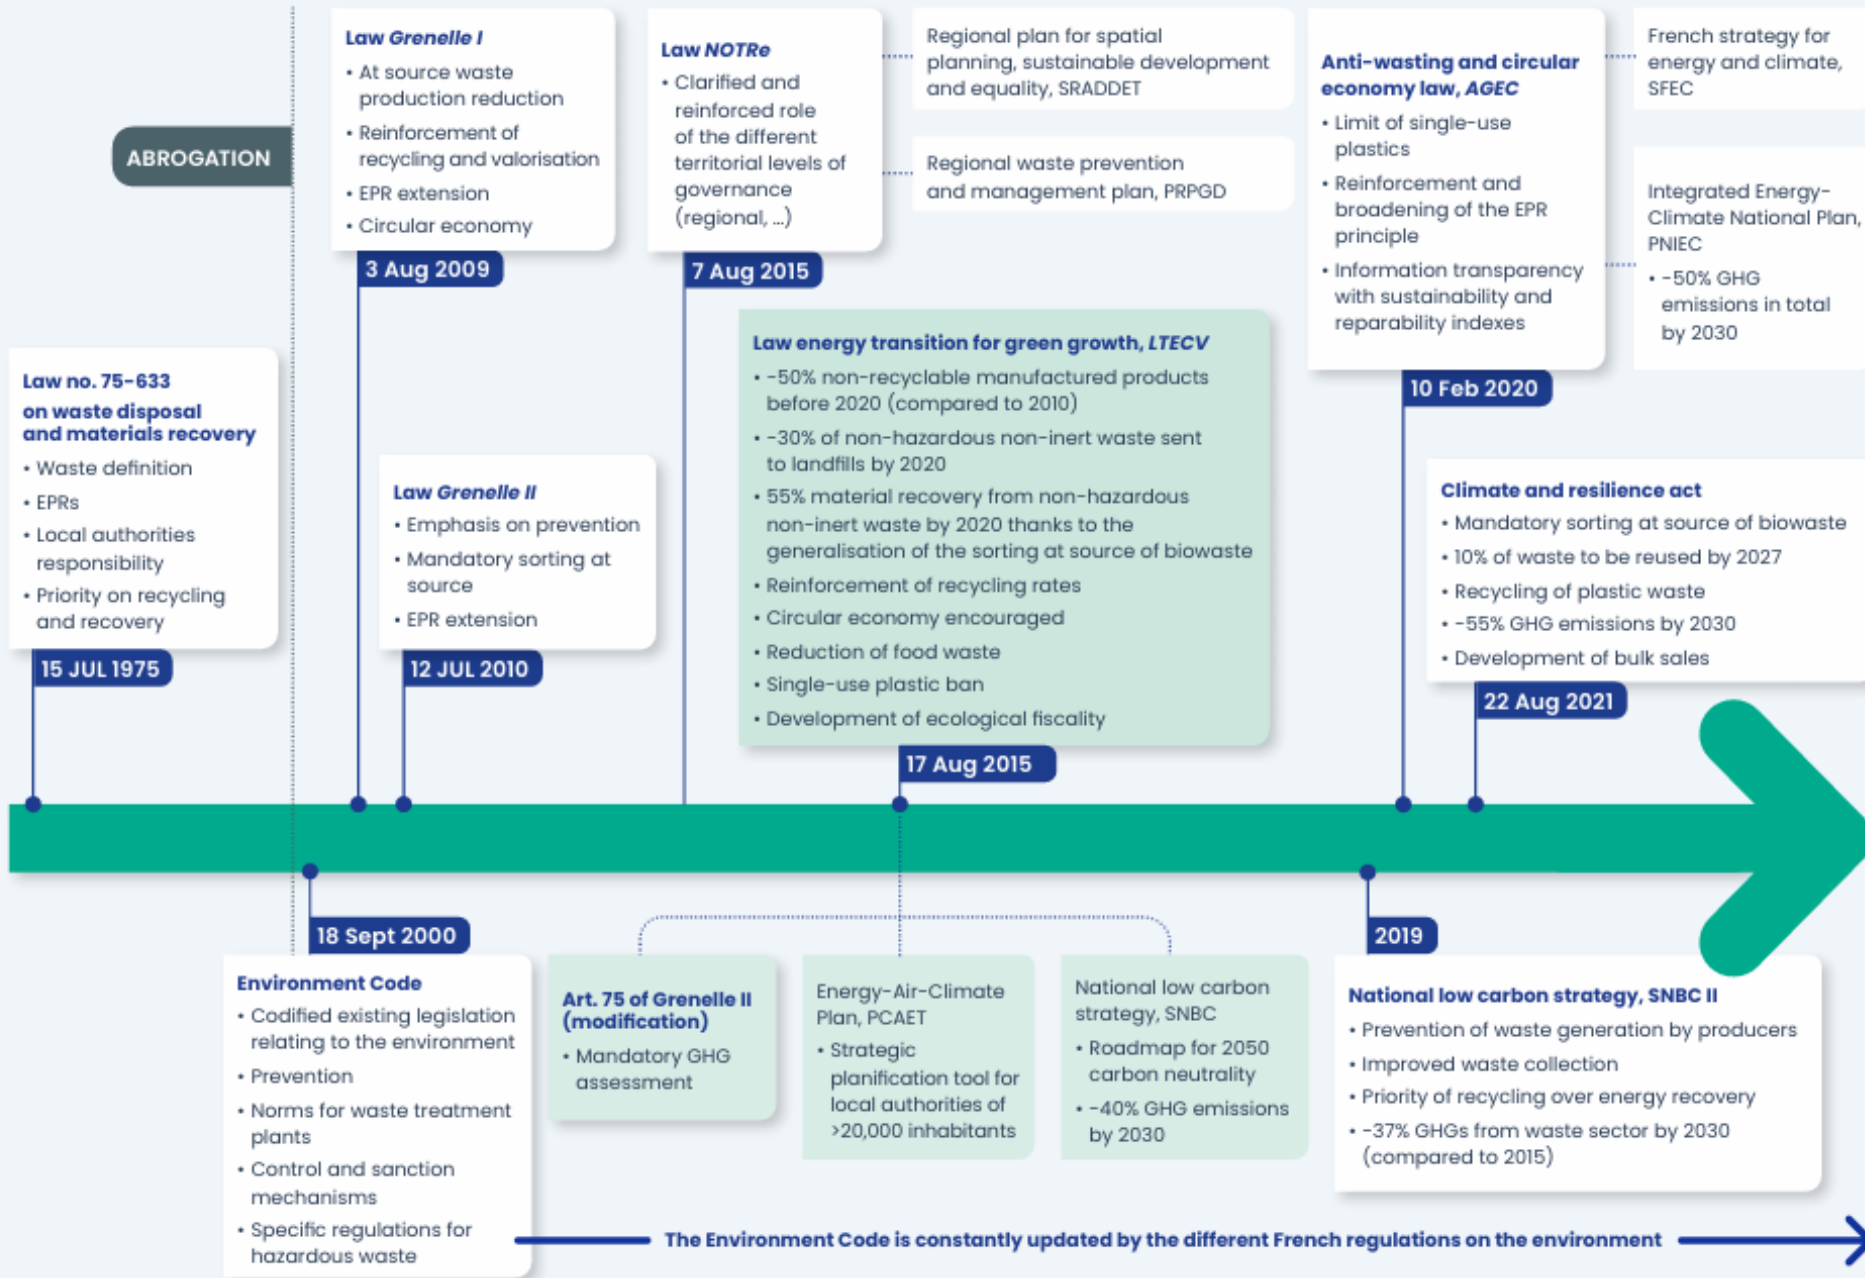 ABROGATION
Law Grenelle I
• At source waste
production reduction
• Reinforcement of
recycling and valorisation
• EPR extension
• Circular economy
3 Aug 2009
Law NOTRe
• Clarified and
reinforced role
of the different
territorial levels of
governance
(regional, ...)
7 Aug 2015
Regional plan for spatial
planning, sustainable development
and equality, SRADDET
Regional waste prevention
and management plan, PRPGD
Anti-wasting and circular
economy law, AGEC
• Limit of single-use
plastics
• Reinforcement and
broadening of the EPR
principle
• Information transparency
with sustainability and
reparability indexes
10 Feb 2020
French strategy for
energy and climate,
SFEC
Integrated Energy-
Climate National Plan,
PNIEC
• -50% GHG
emissions in total
by 2030
Law no. 75-633
on waste disposal
and materials recovery
• Waste definition
• EPRs
• Local authorities
responsibility
• Priority on recycling
and recovery
15 JUL 1975
Law Grenelle II
• Emphasis on prevention
• Mandatory sorting at
source
• EPR extension
12 JUL 2010
Law energy transition for green growth, LTECV
• -50% non-recyclable manufactured products
before 2020 (compared to 2010)
• -30% of non-hazardous non-inert waste sent
to landfills by 2020
• 55% material recovery from non-hazardous
non-inert waste by 2020 thanks to the
generalisation of the sorting at source of biowaste
• Reinforcement of recycling rates
• Circular economy encouraged
• Reduction of food waste
• Single-use plastic ban
• Development of ecological fiscality
17 Aug 2015
Climate and resilience act
• Mandatory sorting at source of biowaste
• 10% of waste to be reused by 2027
• Recycling of plastic waste
• -55% GHG emissions by 2030
• Development of bulk sales
22 Aug 2021
18 Sept 2000
Environment Code
• Codified existing legislation
relating to the environment
• Prevention
• Norms for waste treatment
plants
• Control and sanction
mechanisms
• Specific regulations for
hazardous waste
Art. 75 of Grenelle II
(modification)
• Mandatory GHG
assessment
Energy-Air-Climate
Plan, PCAET
• Strategic
planification tool for
local authorities of
>20,000 inhabitants
National low carbon
strategy, SNBC
• Roadmap for 2050
carbon neutrality
• -40% GHG emissions
by 2030
2019
National low carbon strategy, SNBC II
• Prevention of waste generation by producers
• Improved waste collection
• Priority of recycling over energy recovery
• -37% GHGs from waste sector by 2030
(compared to 2015)
The Environment Code is constantly updated by the different French regulations on the environment